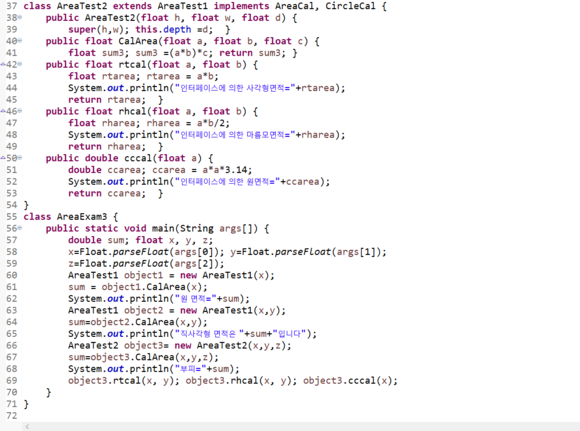 37 class AreaTest2 extends AreaTest1 implements AreaCal, CircleCal {
38 public AreaTest2(float h, float w, float d) {
39 super(h,w); this.depth =d; }
40 public float CalArea(float a, float b, float c) {
41 float sum3; sum3 =(a*b)*c; return sum3; }
42 public float rtcal(float a, float b) {
43 float rtarea; rtarea = a*b;
44 System.out.println("인터페이스에 의한 사각형면적="+rtarea);
45 return rtarea; }
46 public float rhcal(float a, float b) {
47 float rharea; rharea = a*b/2;
48 System.out.println("인터페이스에 의한 마름모면적="+rharea);
49 return rharea; }
50 public double cccal(float a) {
51 double ccarea; ccarea = a*a*3.14;
52 System.out.println("인터페이스에 의한 원면적="+ccarea);
53 return ccarea; }
54 }
55 class AreaExam3 {
56 public static void main(String args[]) {
57 double sum; float x, y, z;
58 x=Float.parseFloat(args[0]); y=Float.parseFloat(args[1]);
59 z=Float.parseFloat(args[2]);
60 AreaTest1 object1 = new AreaTest1(x);
61 sum = object1.CalArea(x);
62 System.out.println("원 면적="+sum);
63 AreaTest1 object2 = new AreaTest1(x,y);
64 sum=object2.CalArea(x,y);
65 System.out.println("직사각형 면적은 "+sum+"입니다");
66 AreaTest2 object3= new AreaTest2(x,y,z);
67 sum=object3.CalArea(x,y,z);
68 System.out.println("부피="+sum);
69 object3.rtcal(x, y); object3.rhcal(x, y); object3.cccal(x);
70 }
71 }
72